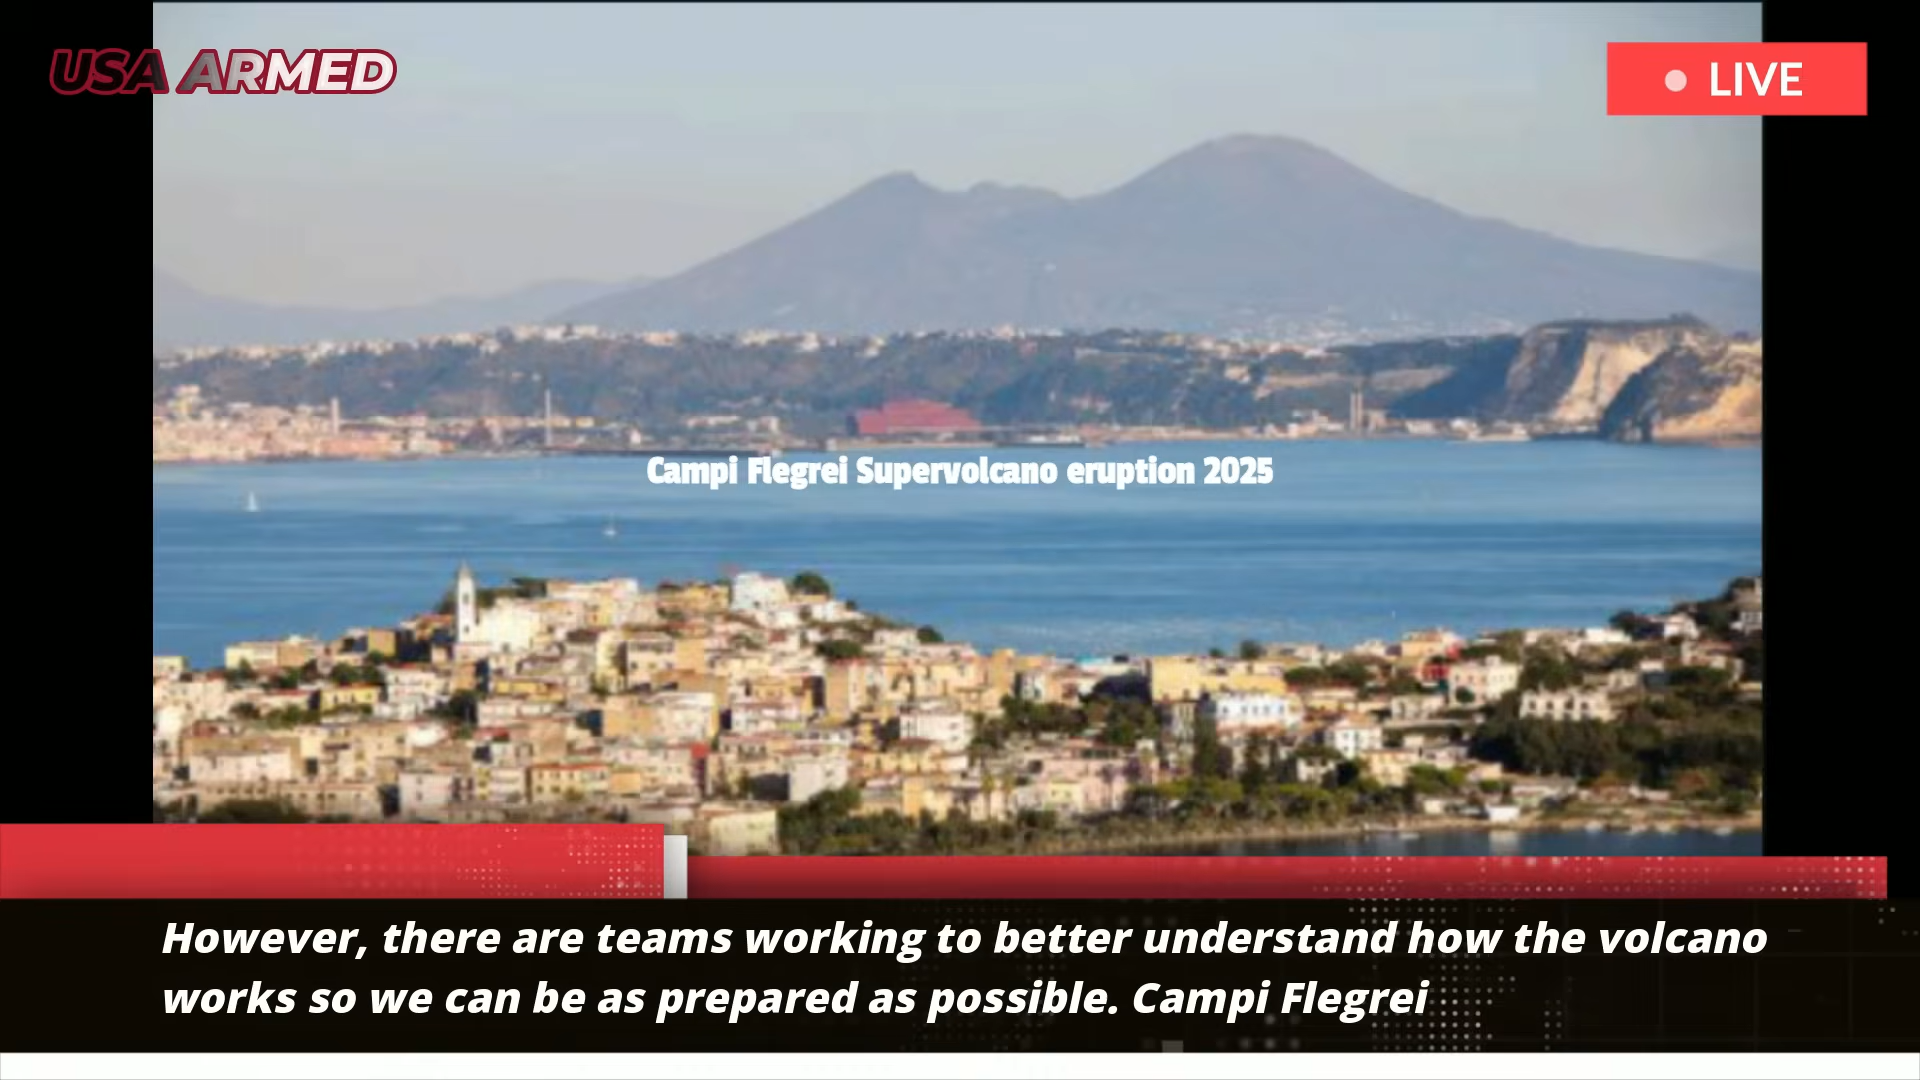 USA ARMED
LIVE
Campi Flegrei Supervolcano eruption 2025
However, there are teams working to better understand how the volcano
works so we can be as prepared as possible. Campi Flegrei